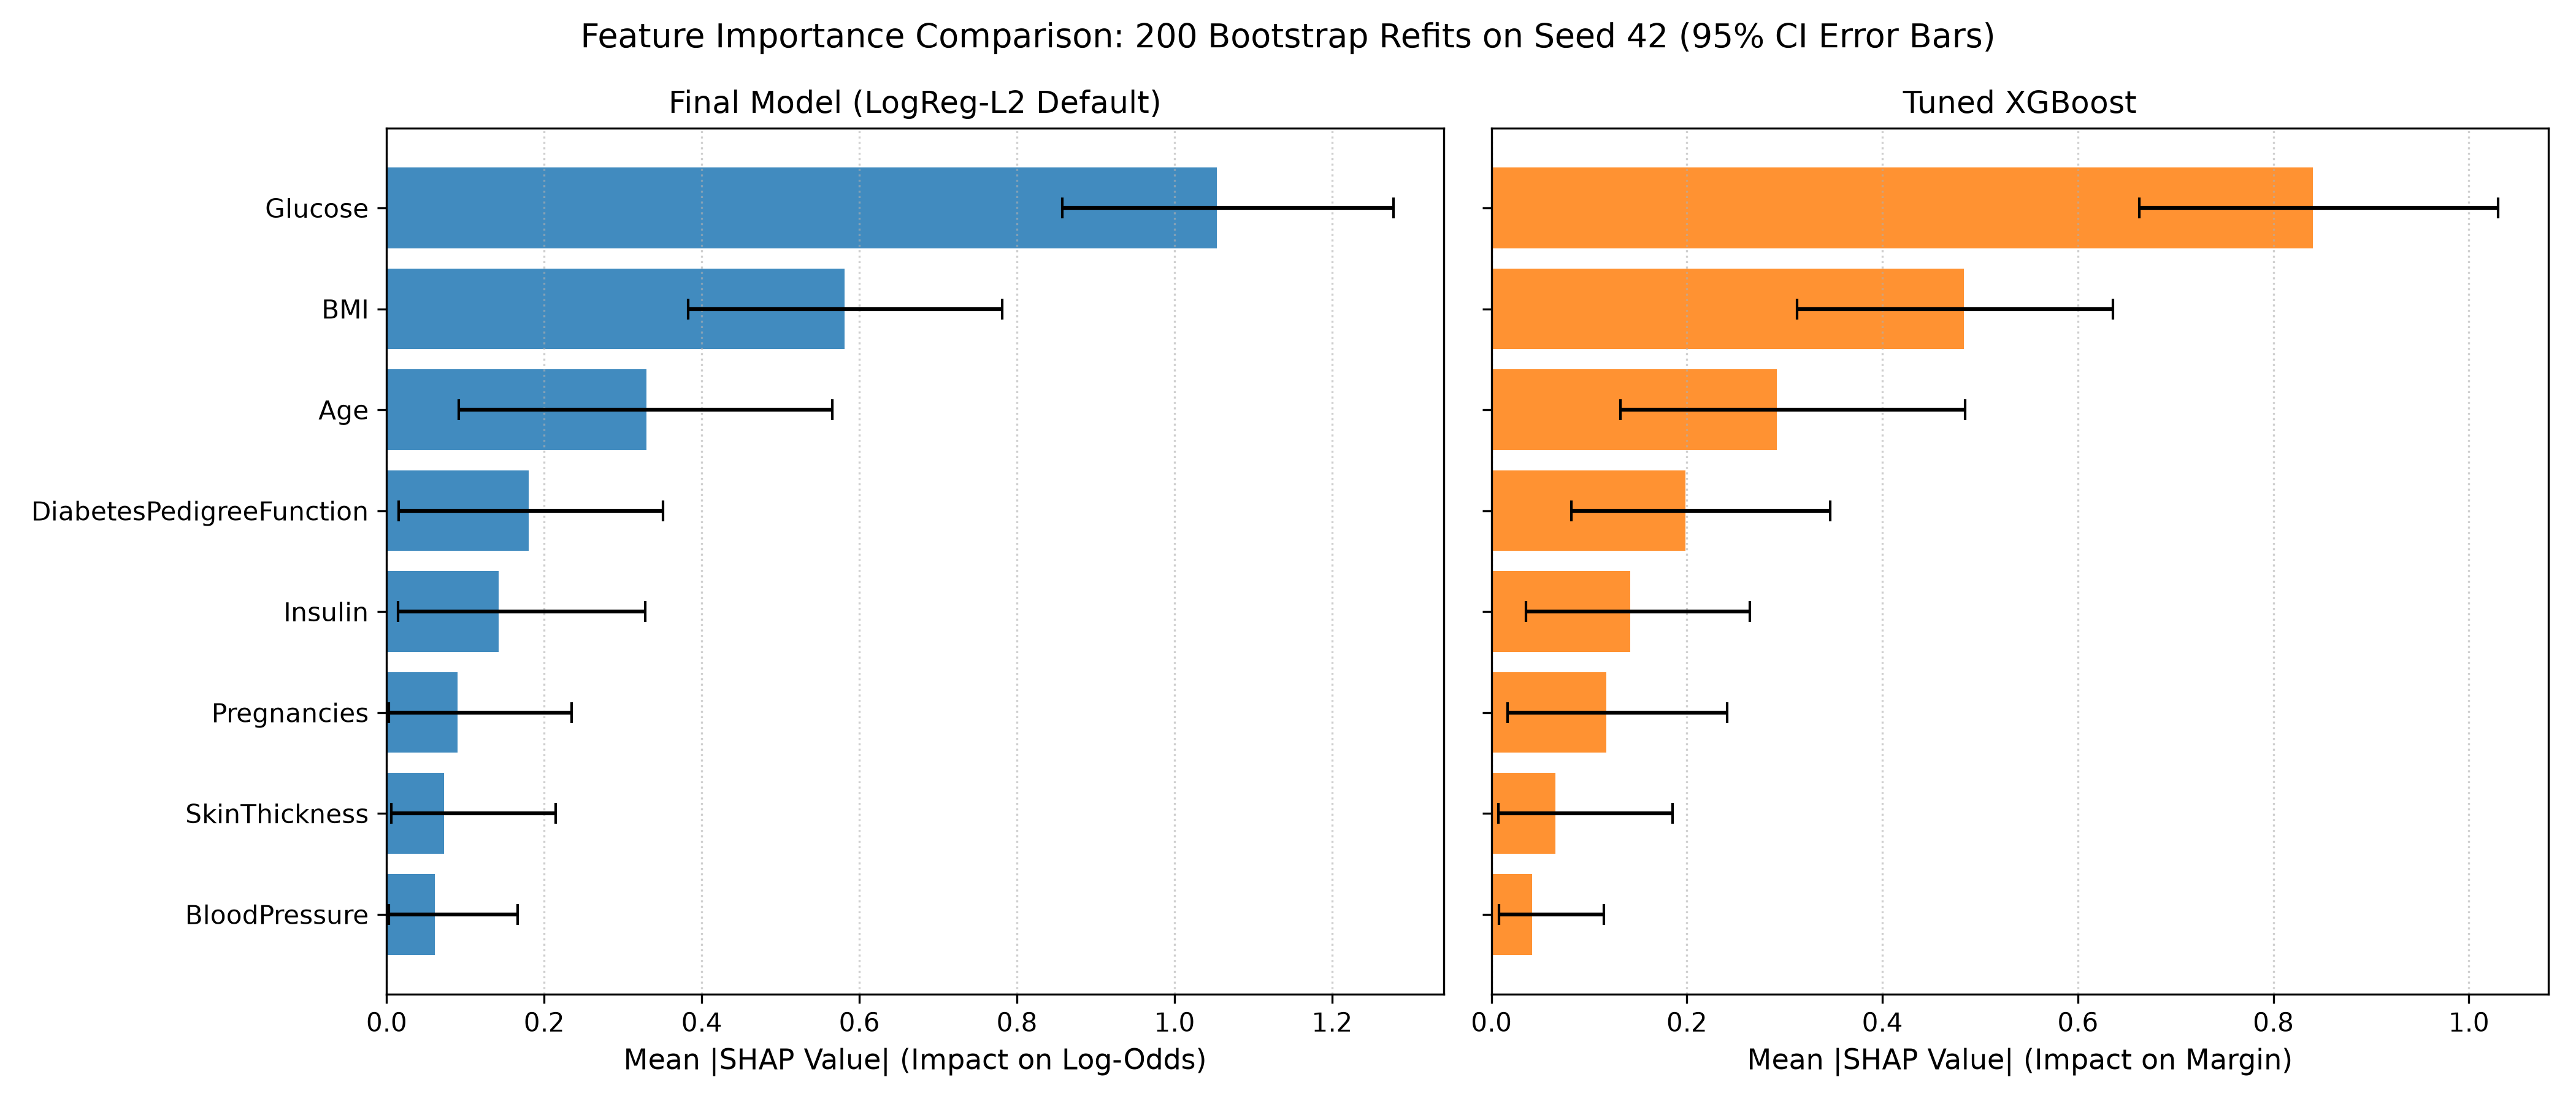 Feature Importance Comparison: 200 Bootstrap Refits on Seed 42 (95% CI Error Bars)
Final Model (LogReg-L2 Default)
Glucose
BMI
Age
DiabetesPedigreeFunction
Insulin
Pregnancies
SkinThickness
BloodPressure
0.0 0.2 0.4 0.6 0.8 1.0 1.2
Mean |SHAP Value| (Impact on Log-Odds)
Tuned XGBoost
0.0 0.2 0.4 0.6 0.8 1.0
Mean |SHAP Value| (Impact on Margin)